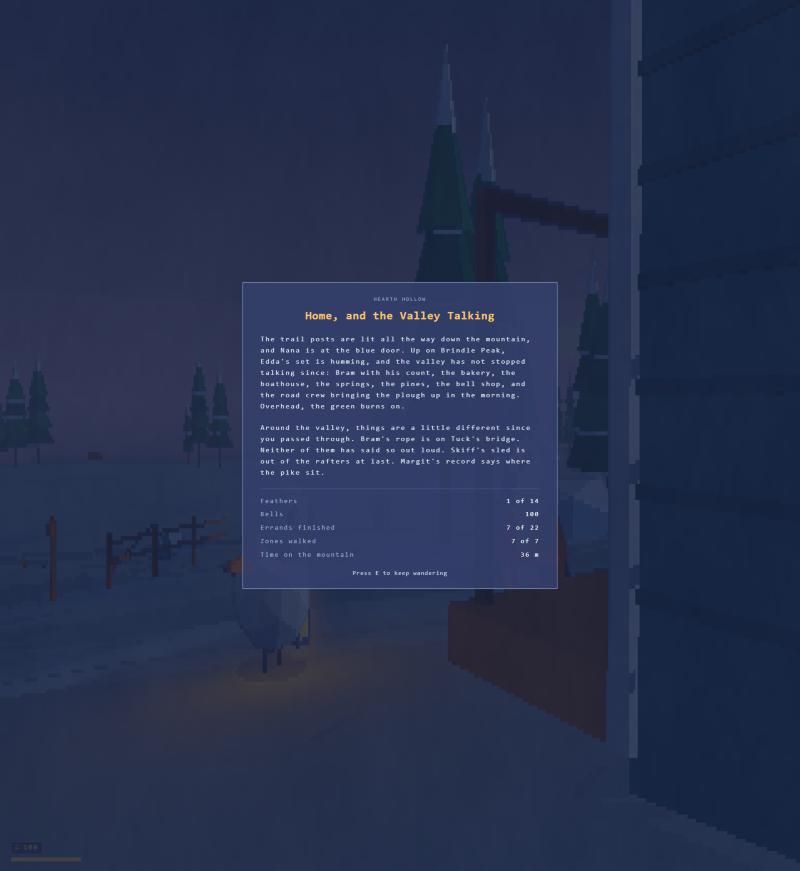 HEARTH HOLLOW
Home, and the Valley Talking
The trail posts are lit all the way down the mountain,
and Nana is at the blue door. Up on Brindle Peak,
Edda's set is humming, and the valley has not stopped
talking since: Bram with his count, the bakery, the
boathouse, the springs, the pines, the bell shop, and
the road crew bringing the plough up in the morning.
Overhead, the green burns on.
Around the valley, things are a little different since
you passed through. Bram's rope is on Tuck's bridge.
Neither of them has said so out loud. Skiff's sled is
out of the rafters at last. Margit's record says where
the pike sit.
Feathers 1 of 14
Bells 100
Errands finished 7 of 22
Zones walked 7 of 7
Time on the mountain 36 m
Press E to keep wandering
100